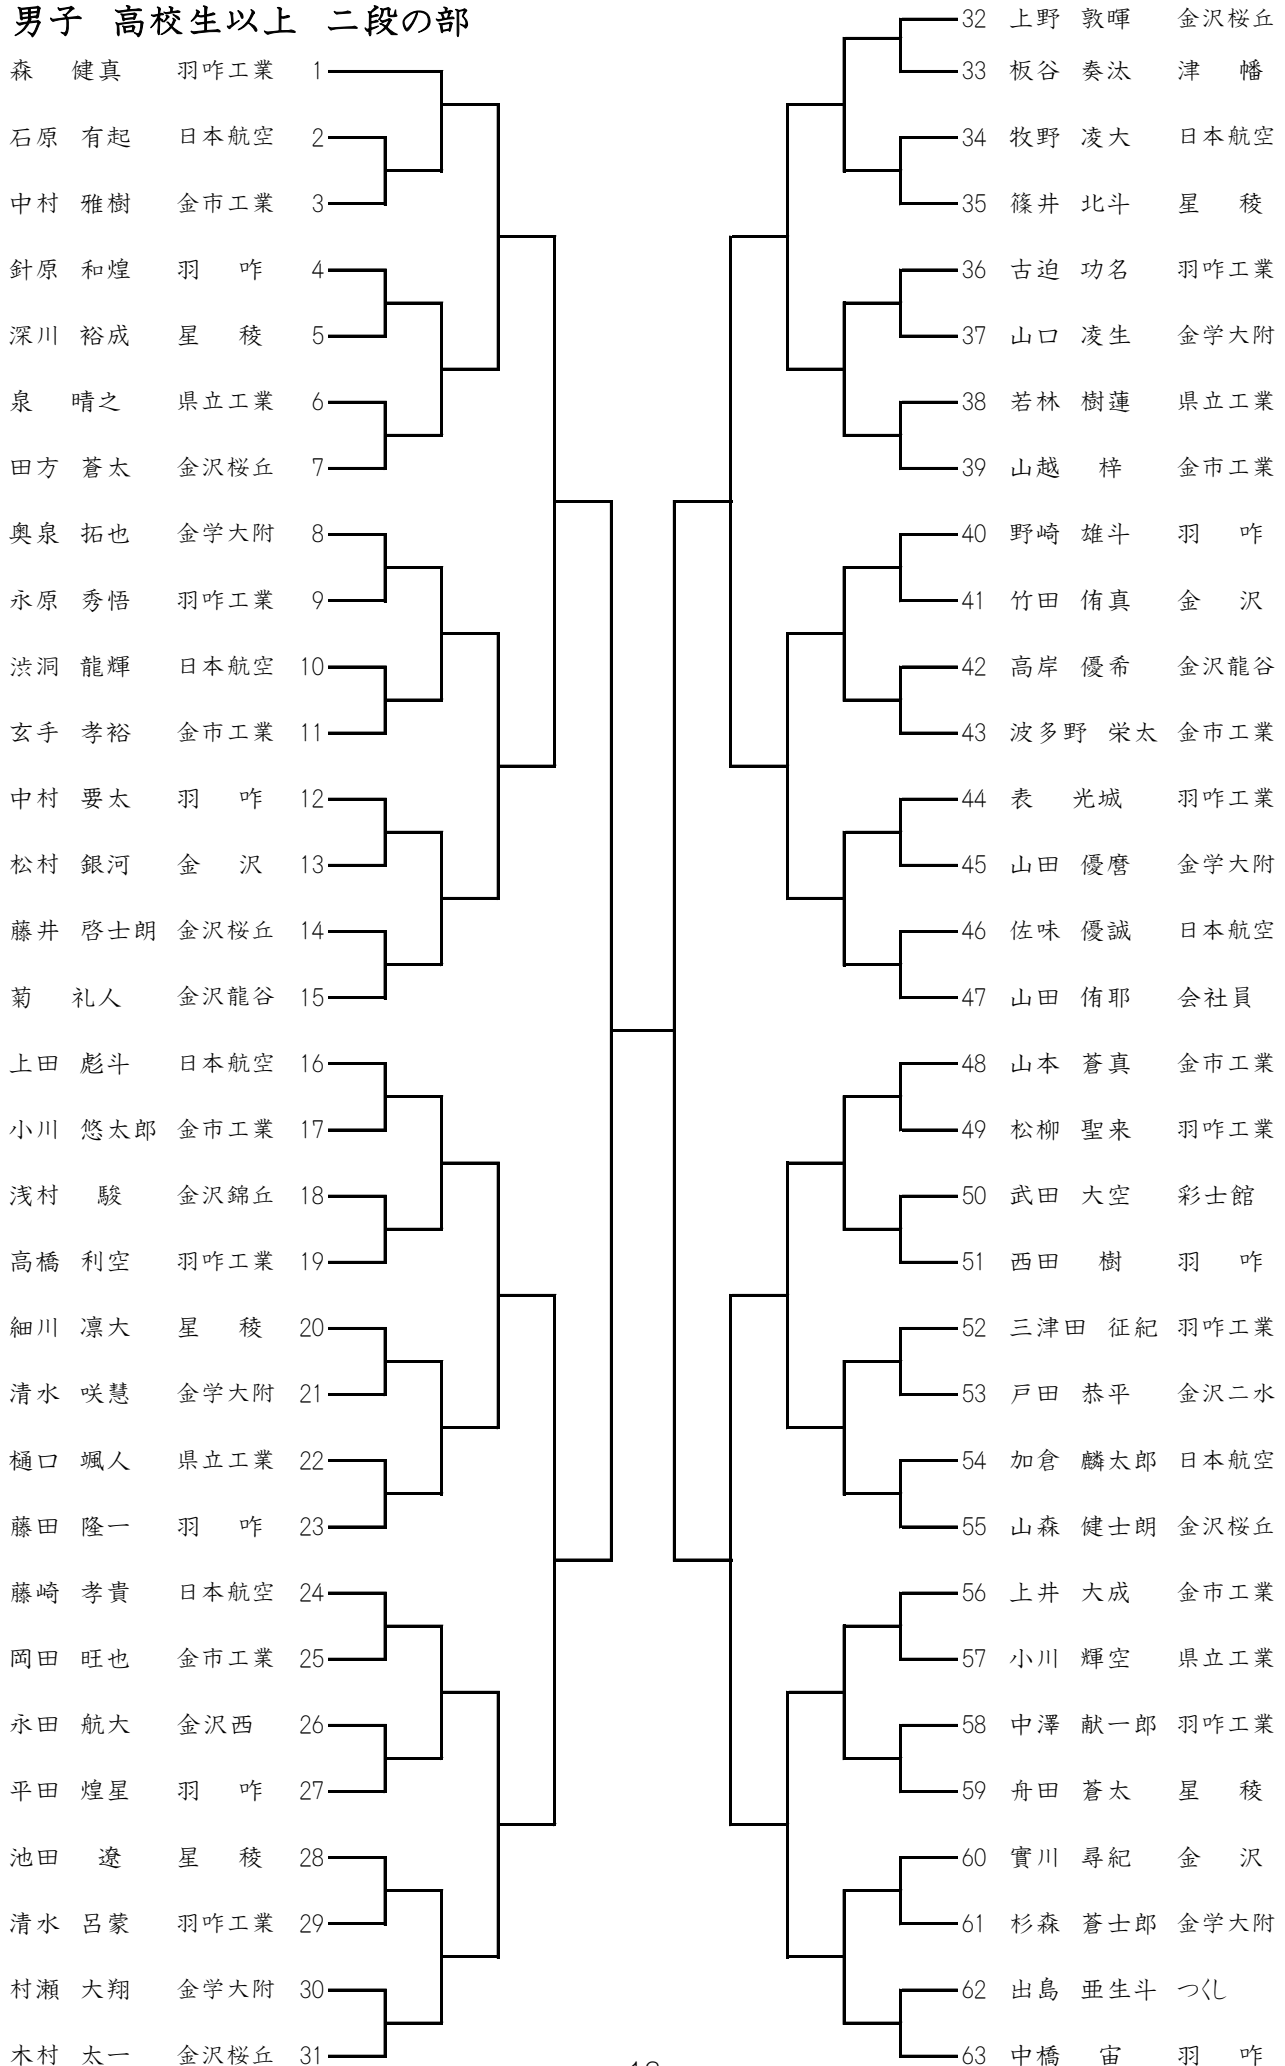 男子 高校生以上 二段の部
森 健真 羽咋工業 1
石原 有起 日本航空 2
中村 雅樹 金市工業 3
針原 和煌 羽咋 4
深川 裕成 星稜 5
泉 晴之 県立工業 6
田方 蒼太 金沢桜丘 7
奥泉 拓也 金学大附 8
永原 秀悟 羽咋工業 9
渋洞 龍輝 日本航空 10
玄手 孝裕 金市工業 11
中村 要太 羽咋 12
松村 銀河 金沢 13
藤井 啓士朗 金沢桜丘 14
菊 礼人 金沢龍谷 15
上田 彪斗 日本航空 16
小川 悠太郎 金市工業 17
浅村 駿 金沢錦丘 18
高橋 利空 羽咋工業 19
細川 凛大 星稜 20
清水 咲慧 金学大附 21
樋口 颯人 県立工業 22
藤田 隆一 羽咋 23
藤崎 孝貴 日本航空 24
岡田 旺也 金市工業 25
永田 航大 金沢西 26
平田 煌星 羽咋 27
池田 遼 星稜 28
清水 呂蒙 羽咋工業 29
村瀬 大翔 金学大附 30
木村 太一 金沢桜丘 31
32 上野 敦暉 金沢桜丘
33 板谷 奏汰 津幡
34 牧野 凌大 日本航空
35 篠井 北斗 星稜
36 古迫 功名 羽咋工業
37 山口 凌生 金学大附
38 若林 樹蓮 県立工業
39 山越 梓 金市工業
40 野崎 雄斗 羽咋
41 竹田 侑真 金沢
42 高岸 優希 金沢龍谷
43 波多野 栄太 金市工業
44 表 光城 羽咋工業
45 山田 優麿 金学大附
46 佐味 優誠 日本航空
47 山田 侑耶 会社員
48 山本 蒼真 金市工業
49 松柳 聖来 羽咋工業
50 武田 大空 彩士館
51 西田 樹 羽咋
52 三津田 征紀 羽咋工業
53 戸田 恭平 金沢二水
54 加倉 麟太郎 日本航空
55 山森 健士朗 金沢桜丘
56 上井 大成 金市工業
57 小川 輝空 県立工業
58 中澤 献一郎 羽咋工業
59 舟田 蒼太 星稜
60 實川 尋紀 金沢
61 杉森 蒼士郎 金学大附
62 出島 亜生斗 つくし
63 中橋 宙 羽咋